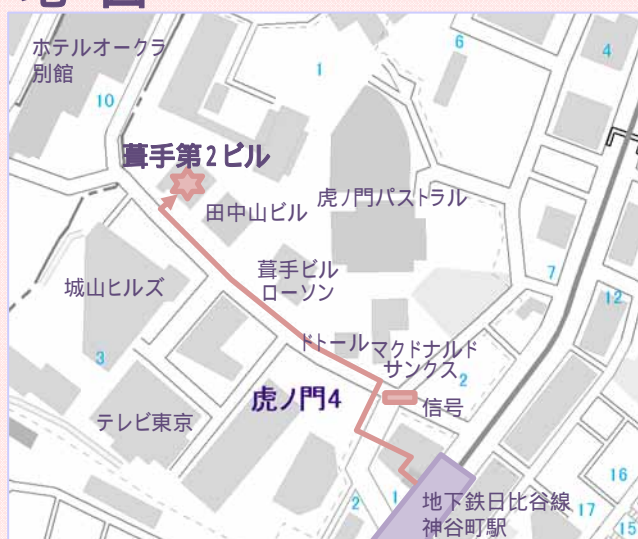 ホテルオークラ
別館
6
4
1
10
葺手第2ビル
田中山ビル
虎ノ門パストラル
葺手ビル
ローソン
城山ヒルズ
7
12
3
ドトール
マクドナルド
サンクス
2
虎ノ門4
信号
テレビ東京
16
2
1
地下鉄日比谷線
神谷町駅
17
15